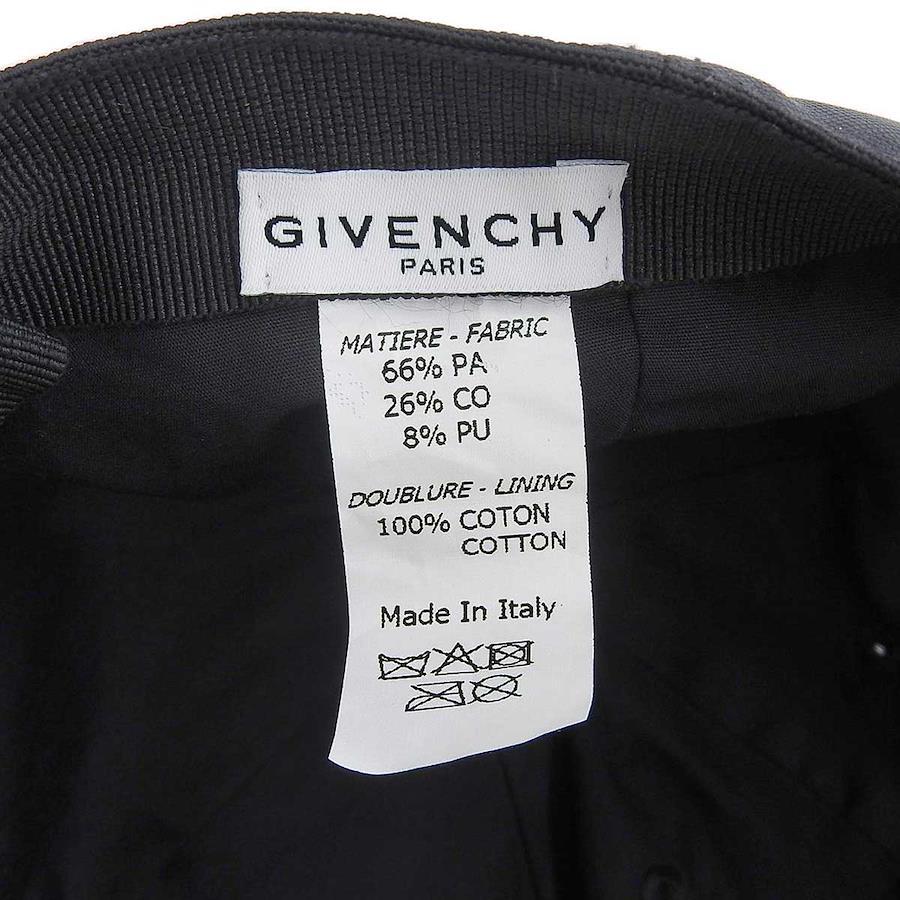 GIVENCHY
PARIS
MATIERE - FABRIC
66% PA
26% CO
8% PU
DOUBLURE - LINING
100% COTON
COTTON
Made In Italy